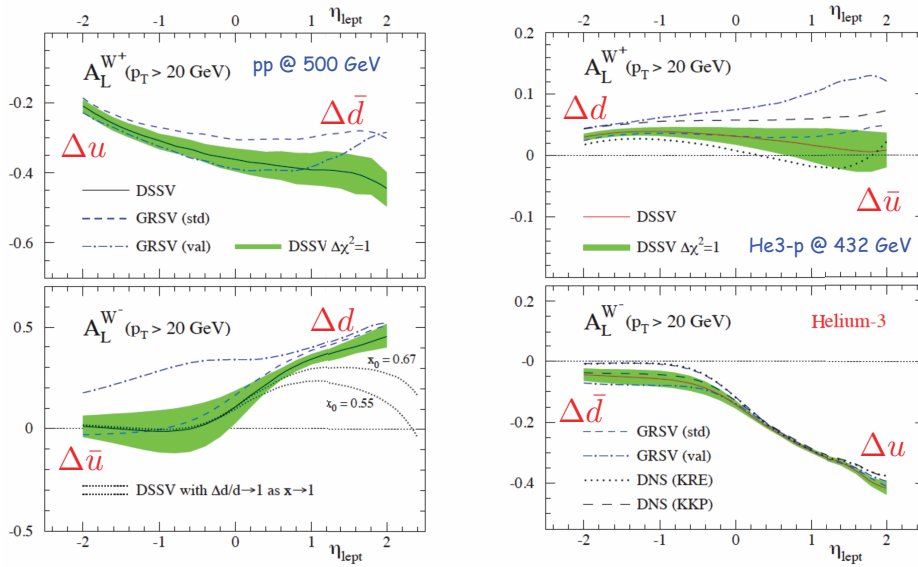 -2 -1 0 1 η_lept 2
A_L^{W+} (p_T > 20 GeV)
pp @ 500 GeV
-0.2
Δd̄
Δu
-0.4
DSSV
GRSV (std)
-0.6
GRSV (val)
DSSV Δχ²=1
A_L^{W-} (p_T > 20 GeV)
Δd
0.5
x₀ = 0.67
x₀ = 0.55
0
Δū
DSSV with Δd/d→1 as x→1
-0.5
-2 -1 0 1 2
η_lept
-2 -1 0 1 η_lept 2
0.2
A_L^{W+} (p_T > 20 GeV)
0.1
Δd
0
Δū
-0.1
DSSV
DSSV Δχ²=1
He3-p @ 432 GeV
A_L^{W-} (p_T > 20 GeV)
Helium-3
-0.2
-0
Δd̄
-0.2
GRSV (std)
Δu
GRSV (val)
DNS (KRE)
-0.4
DNS (KKP)
-2 -1 0 1 2
η_lept